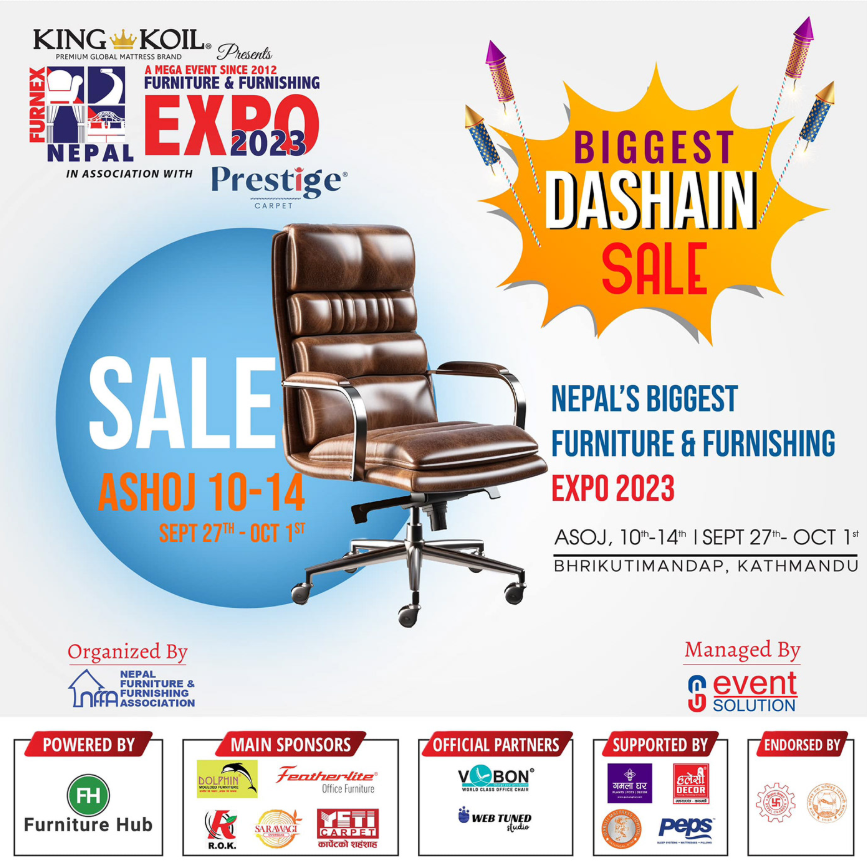 KING KOIL®
PREMIUM GLOBAL MATTRESS BRAND
Presents
FURNEX
NEPAL
A MEGA EVENT SINCE 2012
FURNITURE & FURNISHING
EXPO
2023
IN ASSOCIATION WITH
Prestige®
CARPET
BIGGEST
DASHAIN
SALE
SALE
ASHOJ 10-14
SEPT 27TH - OCT 1ST
NEPAL'S BIGGEST
FURNITURE & FURNISHING
EXPO 2023
ASOJ, 10th-14th | SEPT 27th- OCT 1st
BHRIKUTIMANDAP, KATHMANDU
Organized By
nffa
NEPAL
FURNITURE &
FURNISHING
ASSOCIATION
Managed By
event
SOLUTION
POWERED BY
FH
Furniture Hub
MAIN SPONSORS
DOLPHIN
Featherlite®
Office Furniture
R.O.K.
SARAWAGI
YETI
CARPET
कार्पेटको शहंशाह
OFFICIAL PARTNERS
VOBON®
WORLD CLASS OFFICE CHAIR
WEB TUNED
studio
SUPPORTED BY
गमला घर
हलेसी
DECOR
PEPS
ENDORSED BY